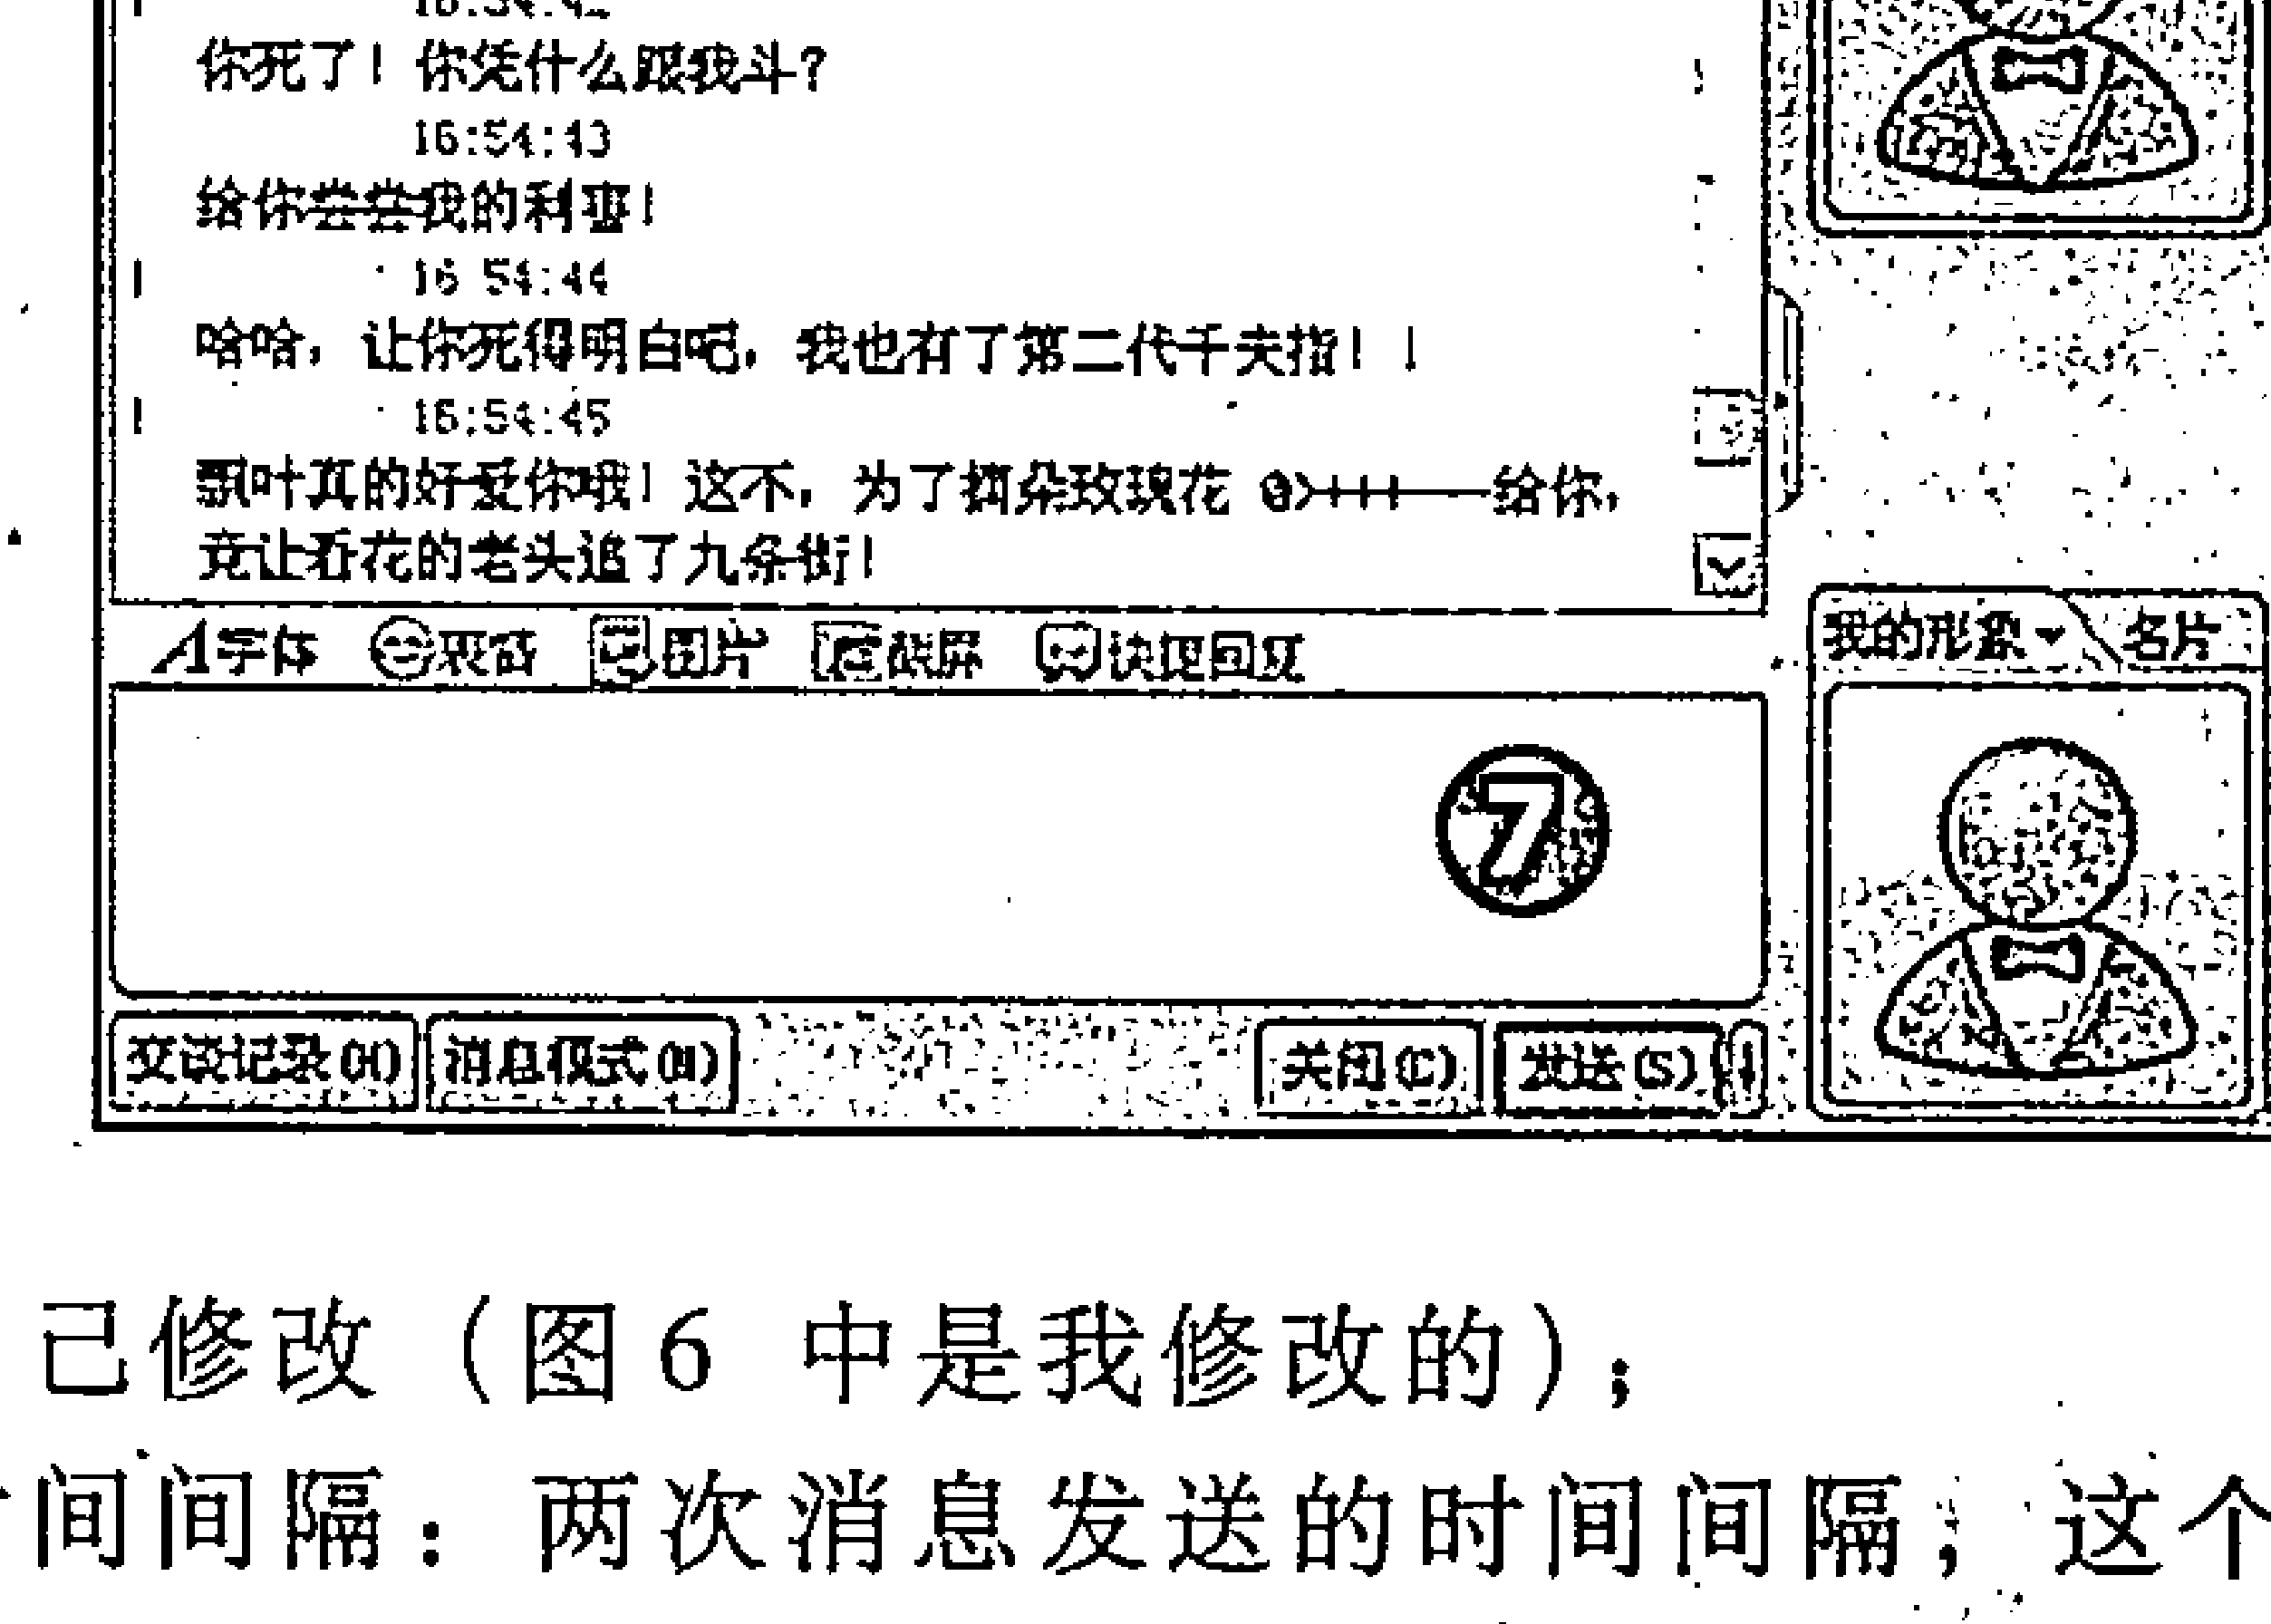 16:54:42
你死了！你凭什么跟我斗？
16:54:43
给你尝尝我的利害！
16 54:44
哈哈，让你死得明白吧，我也有了第二代千夫指！！
16:54:45
飘叶真的好爱你哦！这不，为了摘朵玫瑰花 @>+++——给你，
竟让看花的老头追了九条街！
A字体 表情 图片 截屏 快捷回复
我的形象 名片
7
交谈记录(H) 消息模式(M) 关闭(C) 发送(S)
己修改（图6 中是我修改的）；
间间隔：两次消息发送的时间间隔；这个